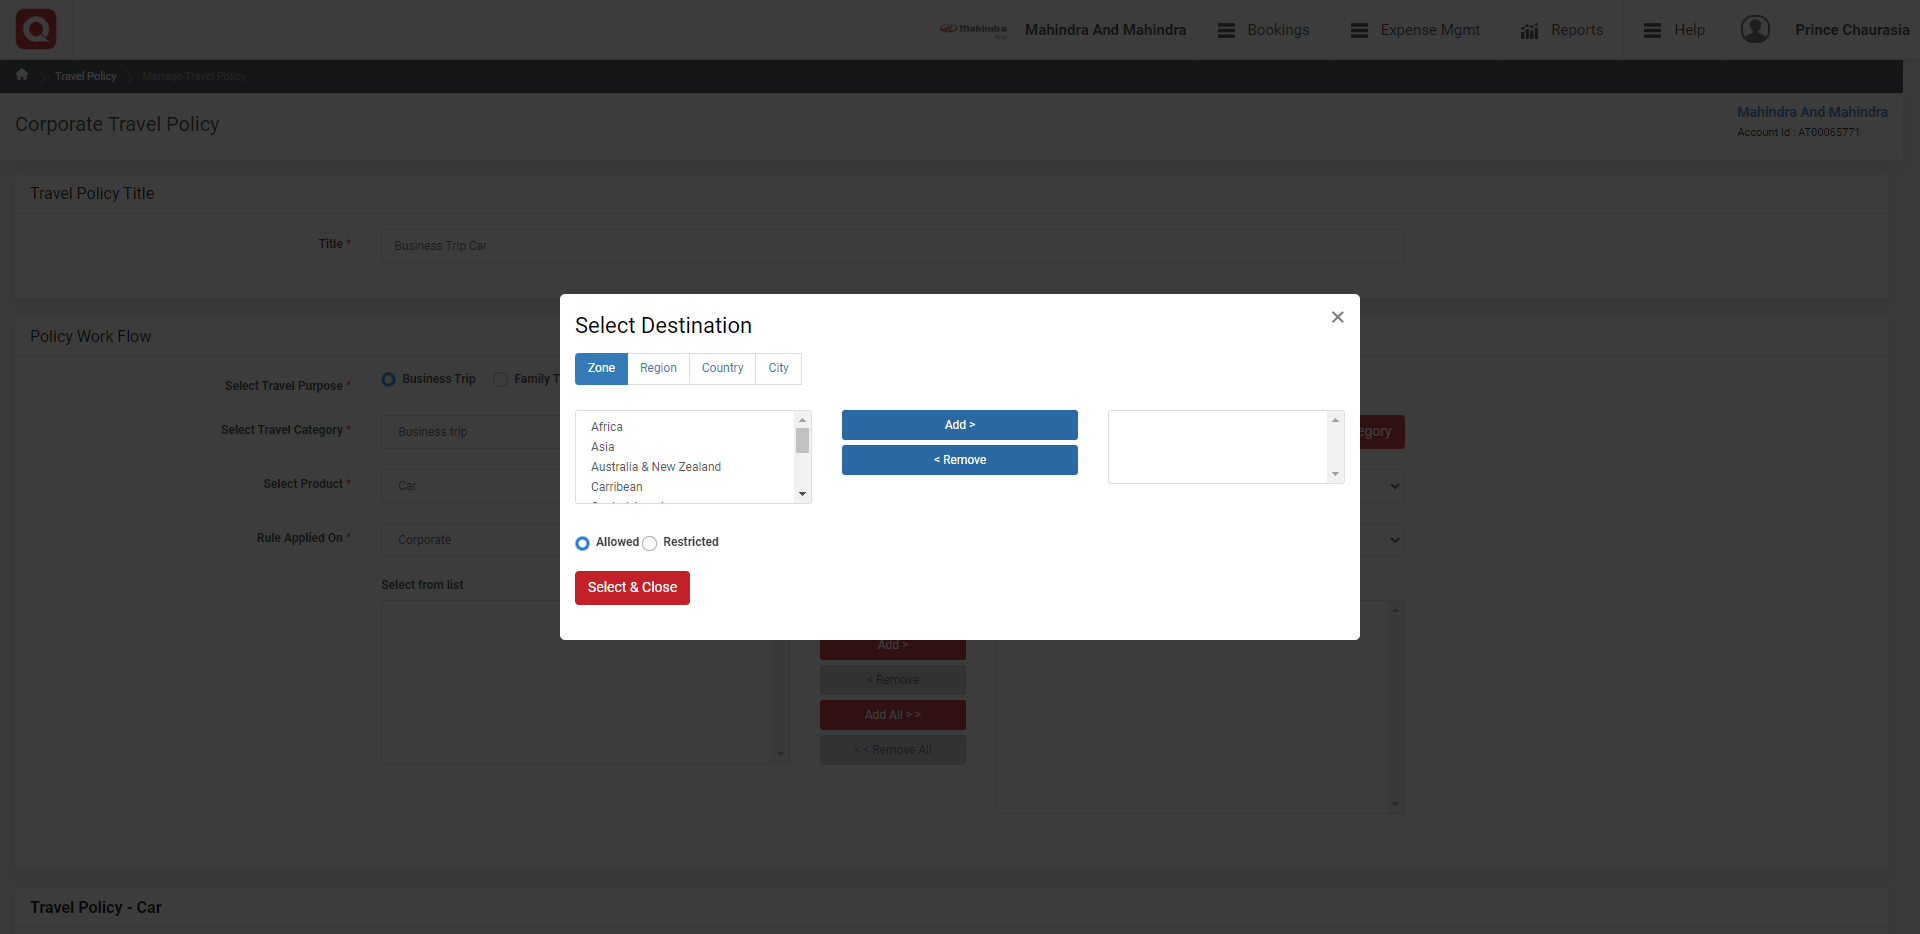 Mahindra
Mahindra And Mahindra
Bookings
Expense Mgmt
Reports
Help
Prince Chaurasia
Travel Policy
Manage Travel Policy
Corporate Travel Policy
Mahindra And Mahindra
Account Id : AT00065771
Travel Policy Title
Title *
Business Trip Car
Policy Work Flow
Select Travel Purpose *
Business Trip
Family T
Select Travel Category *
Business trip
egory
Select Product *
Car
Rule Applied On *
Corporate
Select from list
Add >
< Remove
Add All > >
< < Remove All
Travel Policy - Car
Select Destination
×
Zone
Region
Country
City
Africa
Asia
Australia & New Zealand
Carribean
Add >
< Remove
Allowed
Restricted
Select & Close